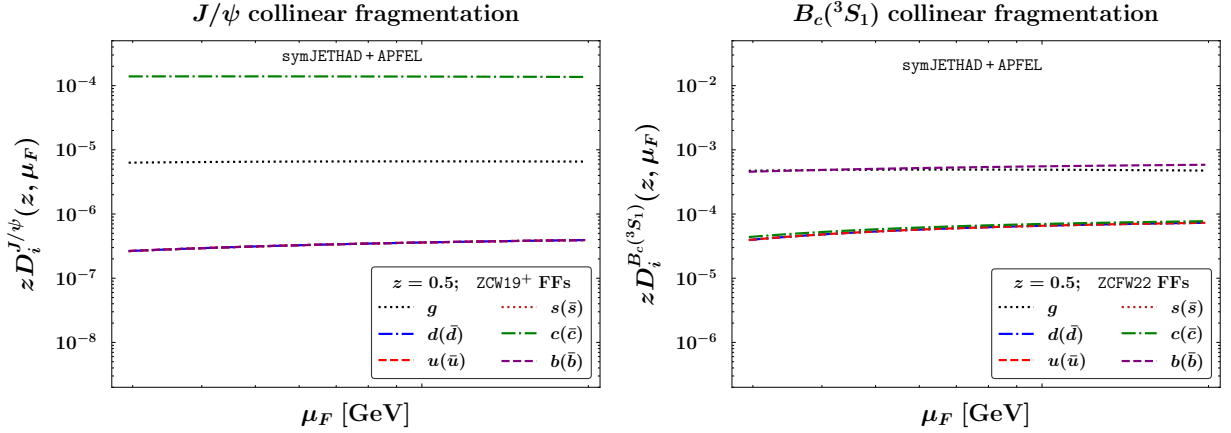 J/ψ collinear fragmentation
symJETHAD + APFEL
zD_i^{J/ψ}(z, μ_F)
10^{-4}
10^{-5}
10^{-6}
10^{-7}
10^{-8}
z = 0.5; ZCW19^+ FFs
g
d(d̄)
u(ū)
s(s̄)
c(c̄)
b(b̄)
μ_F [GeV]
B_c(^3S_1) collinear fragmentation
symJETHAD + APFEL
zD_i^{B_c(^3S_1)}(z, μ_F)
10^{-2}
10^{-3}
10^{-4}
10^{-5}
10^{-6}
z = 0.5; ZCFW22 FFs
g
d(d̄)
u(ū)
s(s̄)
c(c̄)
b(b̄)
μ_F [GeV]